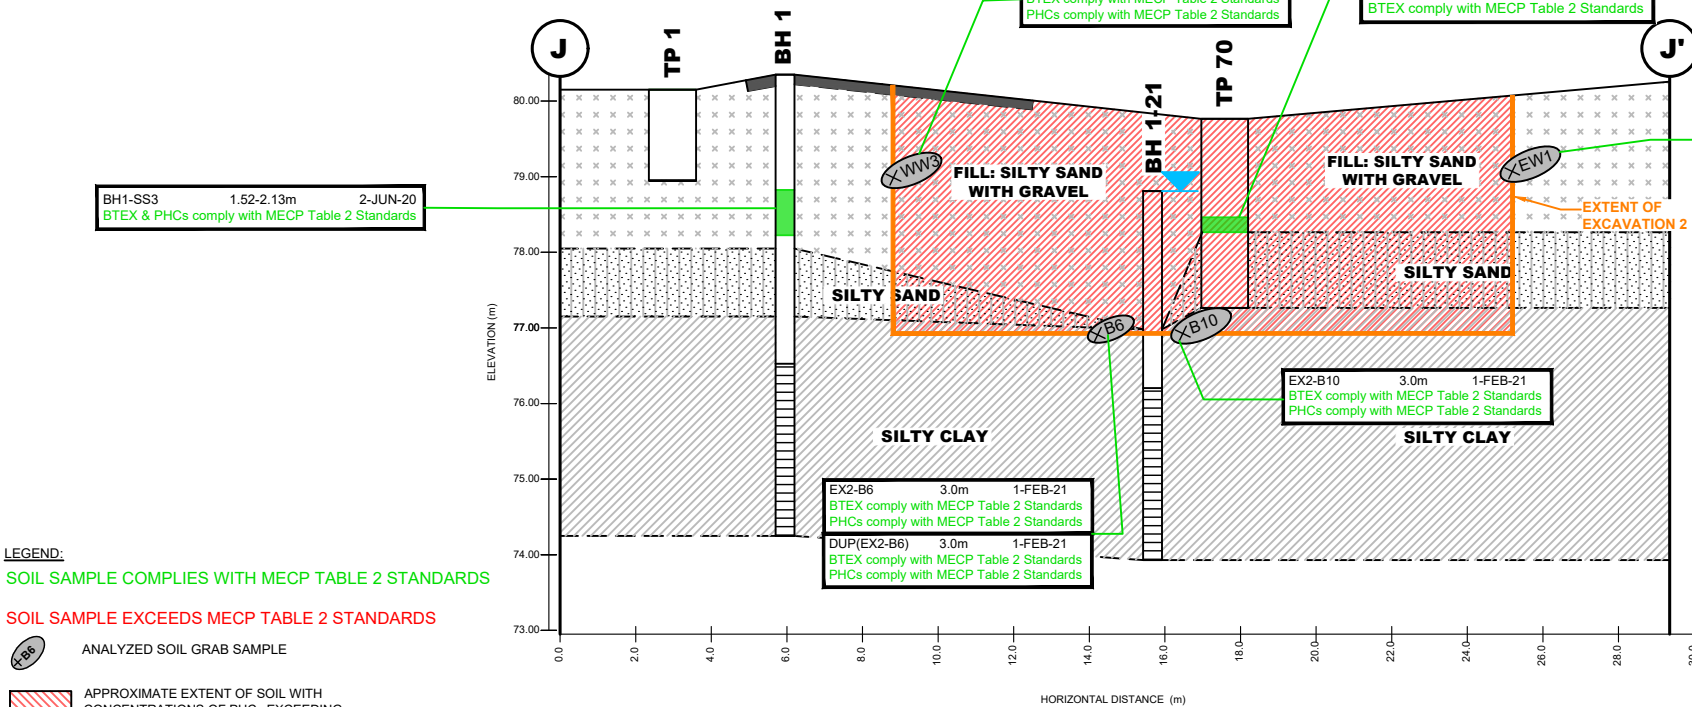 BTEX comply with MECP Table 2 Standards
PHCs comply with MECP Table 2 Standards
BTEX comply with MECP Table 2 Standards
J
TP 1
BH 1
BH 1-21
TP 70
J'
80.00
79.00
78.00
77.00
76.00
75.00
74.00
73.00
ELEVATION (m)
WW3
FILL: SILTY SAND
WITH GRAVEL
FILL: SILTY SAND
WITH GRAVEL
EW1
BH1-SS3 1.52-2.13m 2-JUN-20
BTEX & PHCs comply with MECP Table 2 Standards
EXTENT OF
EXCAVATION 2
SILTY SAND
SILTY SAND
B6
B10
EX2-B10 3.0m 1-FEB-21
BTEX comply with MECP Table 2 Standards
PHCs comply with MECP Table 2 Standards
SILTY CLAY
SILTY CLAY
EX2-B6 3.0m 1-FEB-21
BTEX comply with MECP Table 2 Standards
PHCs comply with MECP Table 2 Standards
DUP(EX2-B6) 3.0m 1-FEB-21
BTEX comply with MECP Table 2 Standards
PHCs comply with MECP Table 2 Standards
0.0 2.0 4.0 6.0 8.0 10.0 12.0 14.0 16.0 18.0 20.0 22.0 24.0 26.0 28.0
HORIZONTAL DISTANCE (m)
LEGEND:
SOIL SAMPLE COMPLIES WITH MECP TABLE 2 STANDARDS
SOIL SAMPLE EXCEEDS MECP TABLE 2 STANDARDS
B6
ANALYZED SOIL GRAB SAMPLE
APPROXIMATE EXTENT OF SOIL WITH
CONCENTRATIONS OF PHCs EXCEEDING